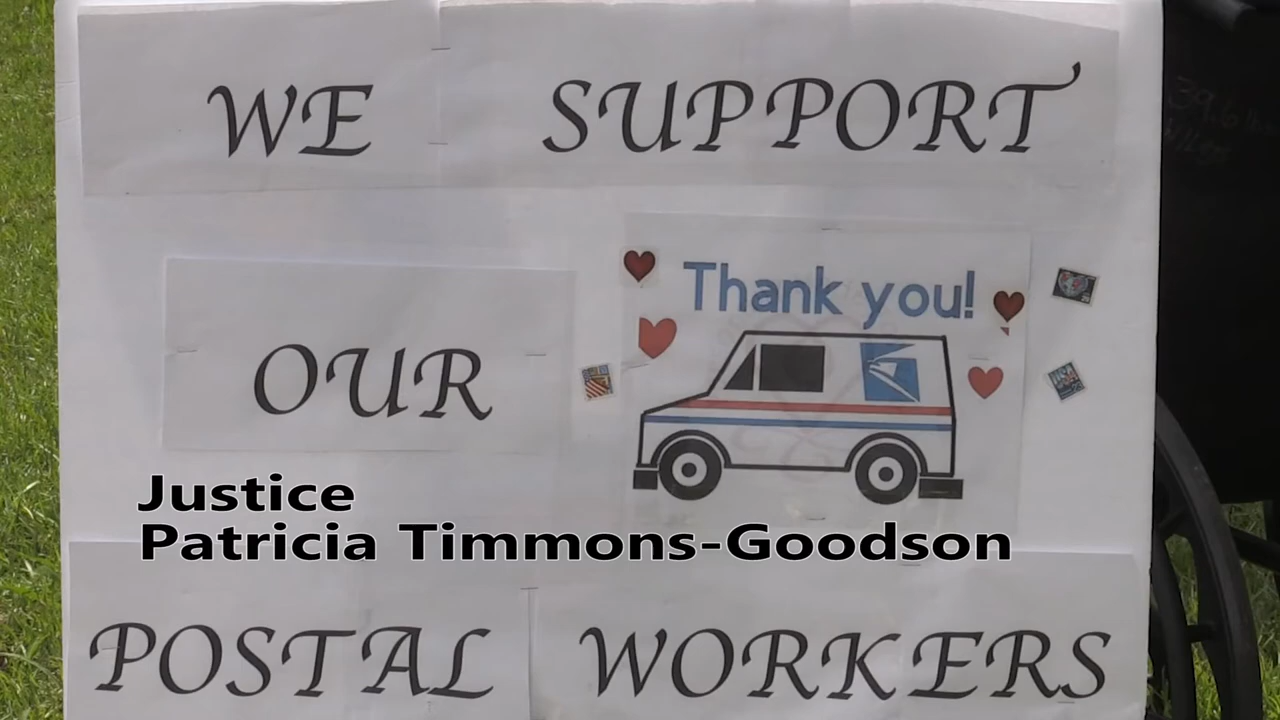 WE SUPPORT
Thank you!
OUR
Justice
Patricia Timmons-Goodson
POSTAL WORKERS